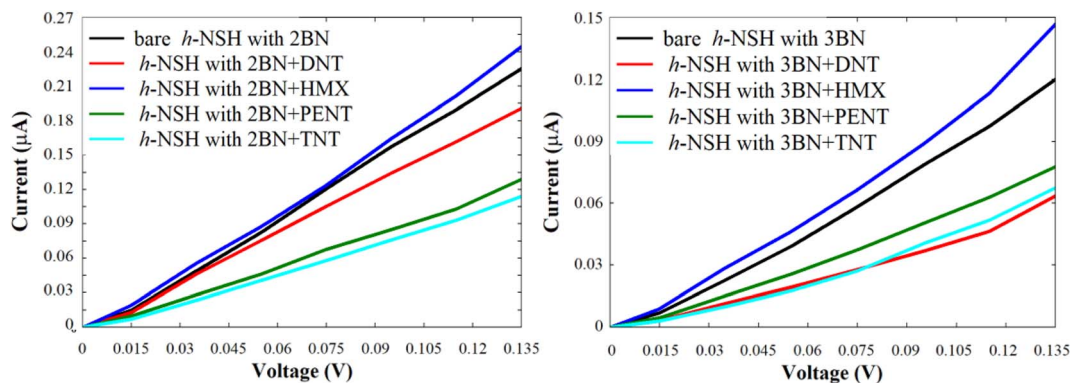 0.27
0.24
0.21
0.18
0.15
0.12
0.09
0.06
0.03
0
Current (μA)
bare h-NSH with 2BN
h-NSH with 2BN+DNT
h-NSH with 2BN+HMX
h-NSH with 2BN+PENT
h-NSH with 2BN+TNT
0 0.015 0.03 0.045 0.06 0.075 0.09 0.105 0.12 0.135
Voltage (V)
0.15
0.12
0.09
0.06
0.03
0
Current (μA)
bare h-NSH with 3BN
h-NSH with 3BN+DNT
h-NSH with 3BN+HMX
h-NSH with 3BN+PENT
h-NSH with 3BN+TNT
0 0.015 0.03 0.045 0.06 0.075 0.09 0.105 0.12 0.135
Voltage (V)